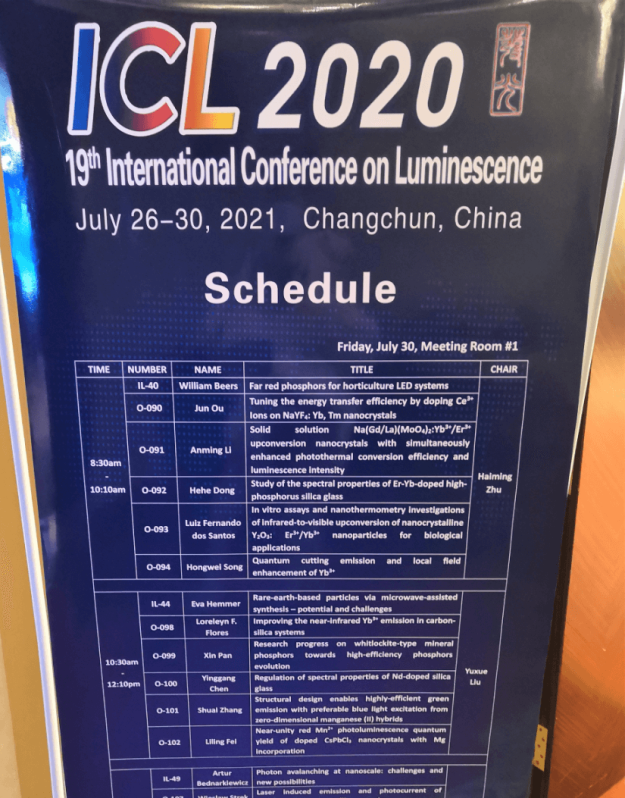 ICL 2020
19th International Conference on Luminescence
July 26-30, 2021, Changchun, China
Schedule
Friday, July 30, Meeting Room #1
TIME NUMBER NAME TITLE CHAIR
8:30am
-
10:10am
IL-40 William Beers Far red phosphors for horticulture LED systems
O-090 Jun Ou Tuning the energy transfer efficiency by doping Ce³⁺
ions on NaYF₄: Yb, Tm nanocrystals
O-091 Anming Li Solid solution Na(Gd/La)(MoO₄)₂:Yb³⁺/Er³⁺
upconversion nanocrystals with simultaneously
enhanced photothermal conversion efficiency and
luminescence intensity
O-092 Hehe Dong Study of the spectral properties of Er-Yb-doped high-
phosphorus silica glass
O-093 Luiz Fernando
dos Santos
In vitro assays and nanothermometry investigations
of infrared-to-visible upconversion of nanocrystalline
Y₂O₃: Er³⁺/Yb³⁺ nanoparticles for biological
applications
O-094 Hongwei Song Quantum cutting emission and local field
enhancement of Yb³⁺
Haiming
Zhu
10:30am
-
12:10pm
IL-44 Eva Hemmer Rare-earth-based particles via microwave-assisted
synthesis – potential and challenges
O-098 Loreleyn F.
Flores
Improving the near-infrared Yb³⁺ emission in carbon-
silica systems
O-099 Xin Pan Research progress on whitlockite-type mineral
phosphors towards high-efficiency phosphors
evolution
O-100 Yinggang
Chen
Regulation of spectral properties of Nd-doped silica
glass
O-101 Shuai Zhang Structural design enables highly-efficient green
emission with preferable blue light excitation from
zero-dimensional manganese (II) hybrids
O-102 Liling Fei Near-unity red Mn²⁺ photoluminescence quantum
yield of doped CsPbCl₃ nanocrystals with Mg
incorporation
Yuxue
Liu
IL-49 Artur
Bednarkiewicz
Photon avalanching at nanoscale: challenges and
new possibilities
Laser induced emission and photocurrent of